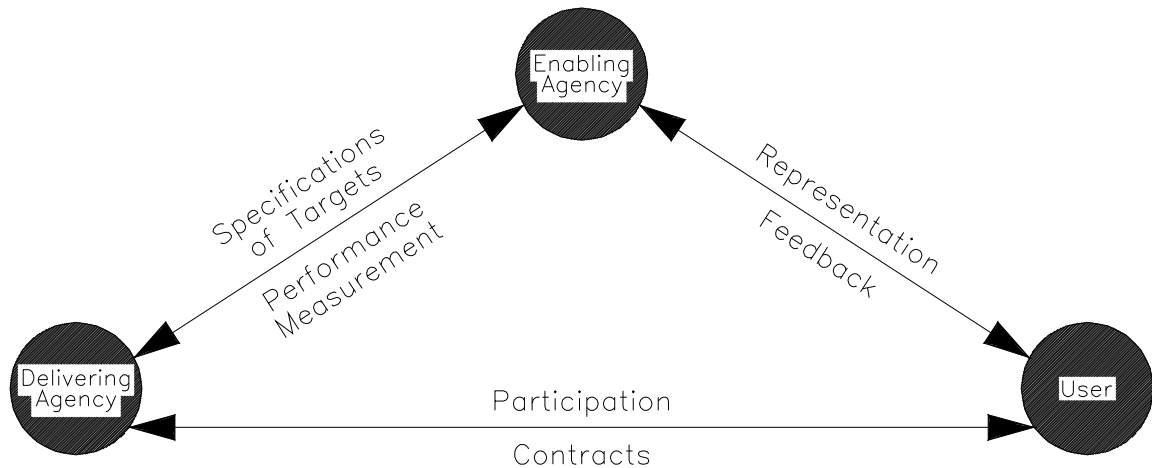 Enabling
Agency
Specifications
of Targets
Performance
Measurement
Representation
Feedback
Delivering
Agency
User
Participation
Contracts